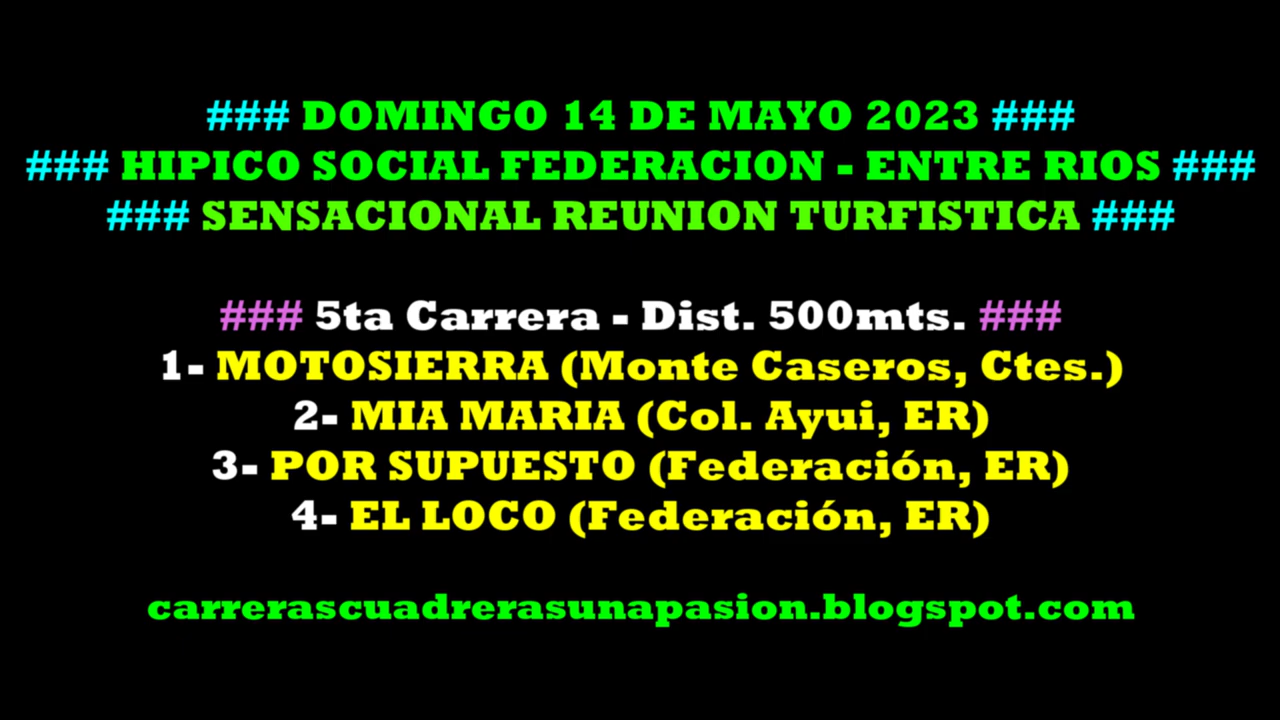 ### DOMINGO 14 DE MAYO 2023 ###
### HIPICO SOCIAL FEDERACION - ENTRE RIOS ###
### SENSACIONAL REUNION TURFISTICA ###
### 5ta Carrera - Dist. 500mts. ###
1- MOTOSIERRA (Monte Caseros, Ctes.)
2- MIA MARIA (Col. Ayui, ER)
3- POR SUPUESTO (Federación, ER)
4- EL LOCO (Federación, ER)
carrerascuadrerasunapasion.blogspot.com